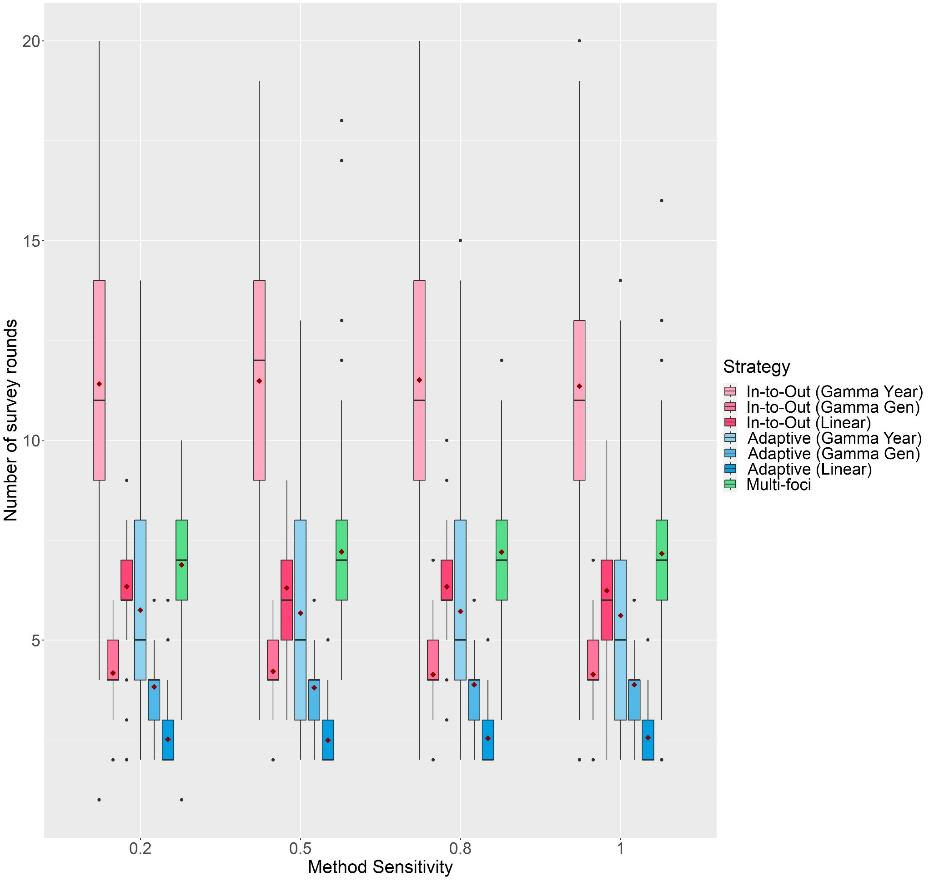 20
15
10
5
Number of survey rounds
0.2 0.5 0.8 1
Method Sensitivity
Strategy
In-to-Out (Gamma Year)
In-to-Out (Gamma Gen)
In-to-Out (Linear)
Adaptive (Gamma Year)
Adaptive (Gamma Gen)
Adaptive (Linear)
Multi-foci